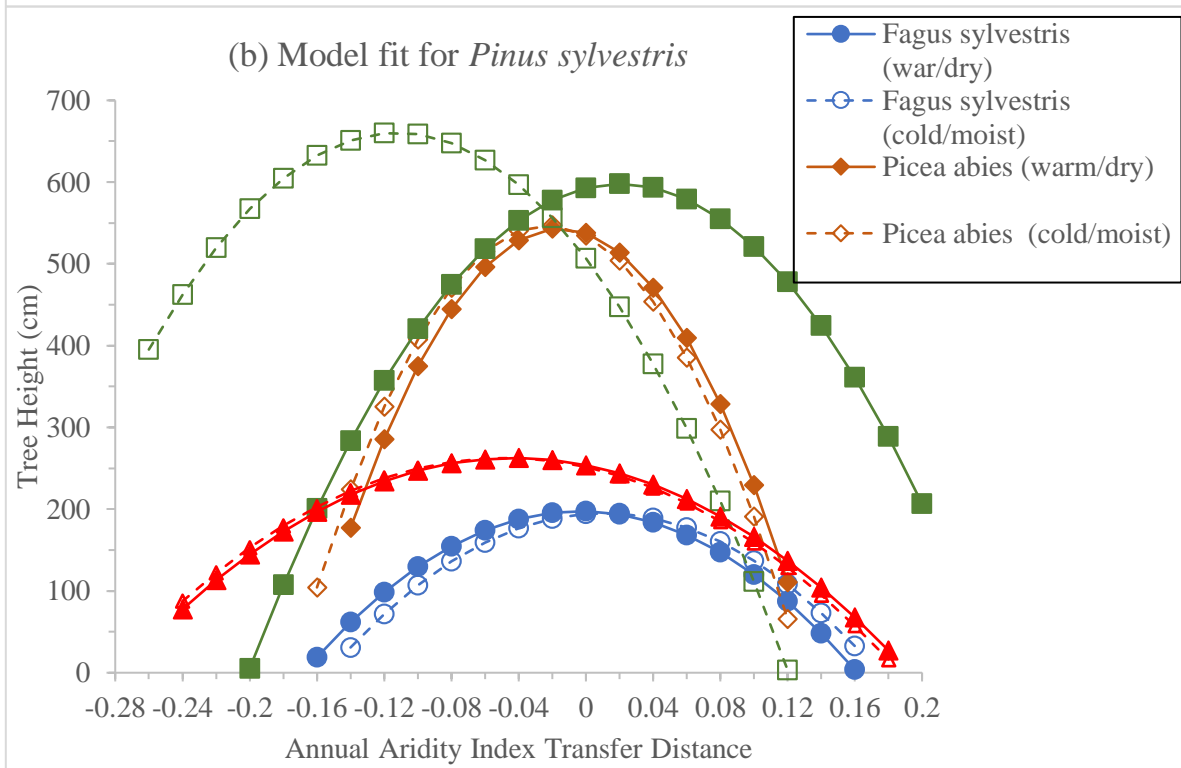 (b) Model fit for Pinus sylvestris
Fagus sylvestris
(war/dry)
Fagus sylvestris
(cold/moist)
Picea abies (warm/dry)
Picea abies (cold/moist)
Tree Height (cm)
700
600
500
400
300
200
100
0
-0.28 -0.24 -0.2 -0.16 -0.12 -0.08 -0.04 0 0.04 0.08 0.12 0.16 0.2
Annual Aridity Index Transfer Distance